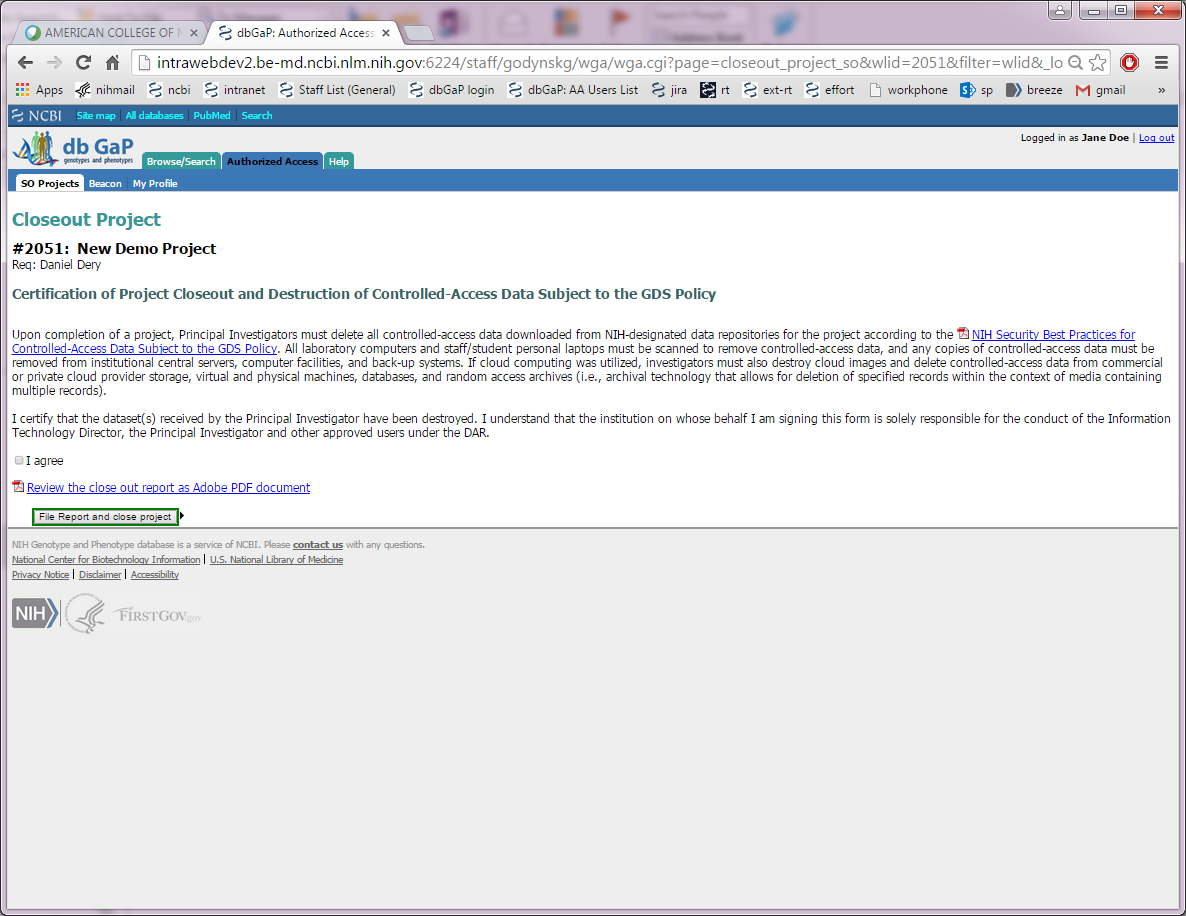 AMERICAN COLLEGE OF
dbGaP: Authorized Access
intrawebdev2.be-md.ncbi.nlm.nih.gov:6224/staff/godynskg/wga/wga.cgi?page=closeout_project_so&wlid=2051&filter=wlid&_lo
Apps nihmail ncbi intranet Staff List (General) dbGaP login dbGaP: AA Users List jira rt ext-rt effort workphone sp breeze gmail »
NCBI Site map All databases PubMed Search
Logged in as Jane Doe | Log out
db GaP
genotypes and phenotypes
Browse/Search Authorized Access Help
SO Projects Beacon My Profile
Closeout Project
#2051: New Demo Project
Req: Daniel Dery
Certification of Project Closeout and Destruction of Controlled-Access Data Subject to the GDS Policy
Upon completion of a project, Principal Investigators must delete all controlled-access data downloaded from NIH-designated data repositories for the project according to the NIH Security Best Practices for
Controlled-Access Data Subject to the GDS Policy. All laboratory computers and staff/student personal laptops must be scanned to remove controlled-access data, and any copies of controlled-access data must be
removed from institutional central servers, computer facilities, and back-up systems. If cloud computing was utilized, investigators must also destroy cloud images and delete controlled-access data from commercial
or private cloud provider storage, virtual and physical machines, databases, and random access archives (i.e., archival technology that allows for deletion of specified records within the context of media containing
multiple records).
I certify that the dataset(s) received by the Principal Investigator have been destroyed. I understand that the institution on whose behalf I am signing this form is solely responsible for the conduct of the Information
Technology Director, the Principal Investigator and other approved users under the DAR.
I agree
Review the close out report as Adobe PDF document
File Report and close project
NIH Genotype and Phenotype database is a service of NCBI. Please contact us with any questions.
National Center for Biotechnology Information | U.S. National Library of Medicine
Privacy Notice | Disclaimer | Accessibility
NIH FIRSTGOV.gov